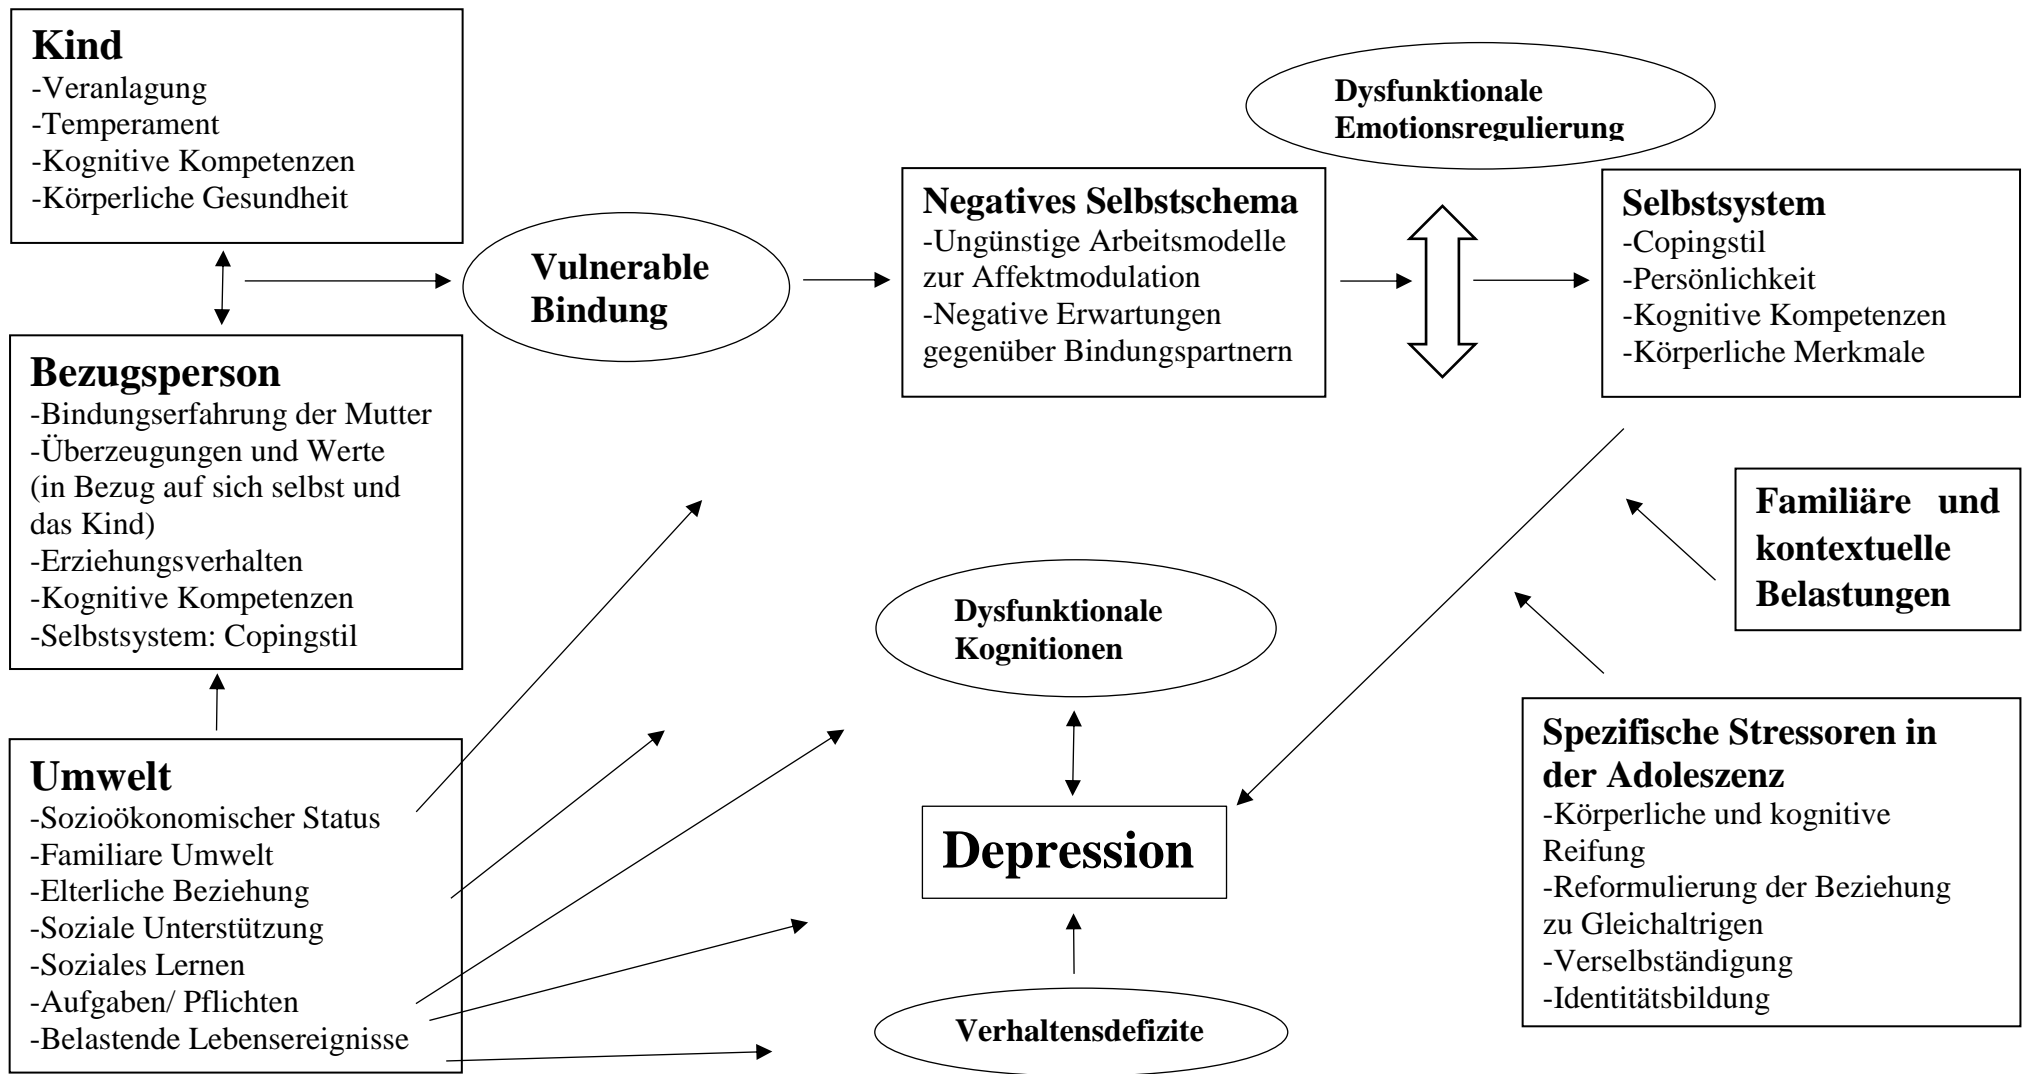 Kind
-Veranlagung
-Temperament
-Kognitive Kompetenzen
-Körperliche Gesundheit
Dysfunktionale
Emotionsregulierung
Vulnerable
Bindung
Negatives Selbstschema
-Ungünstige Arbeitsmodelle
zur Affektmodulation
-Negative Erwartungen
gegenüber Bindungspartnern
Selbstsystem
-Copingstil
-Persönlichkeit
-Kognitive Kompetenzen
-Körperliche Merkmale
Bezugsperson
-Bindungserfahrung der Mutter
-Überzeugungen und Werte
(in Bezug auf sich selbst und
das Kind)
-Erziehungsverhalten
-Kognitive Kompetenzen
-Selbstsystem: Copingstil
Familiäre und
kontextuelle
Belastungen
Dysfunktionale
Kognitionen
Umwelt
-Sozioökonomischer Status
-Familiare Umwelt
-Elterliche Beziehung
-Soziale Unterstützung
-Soziales Lernen
-Aufgaben/ Pflichten
-Belastende Lebensereignisse
Depression
Verhaltensdefizite
Spezifische Stressoren in
der Adoleszenz
-Körperliche und kognitive
Reifung
-Reformulierung der Beziehung
zu Gleichaltrigen
-Verselbständigung
-Identitätsbildung